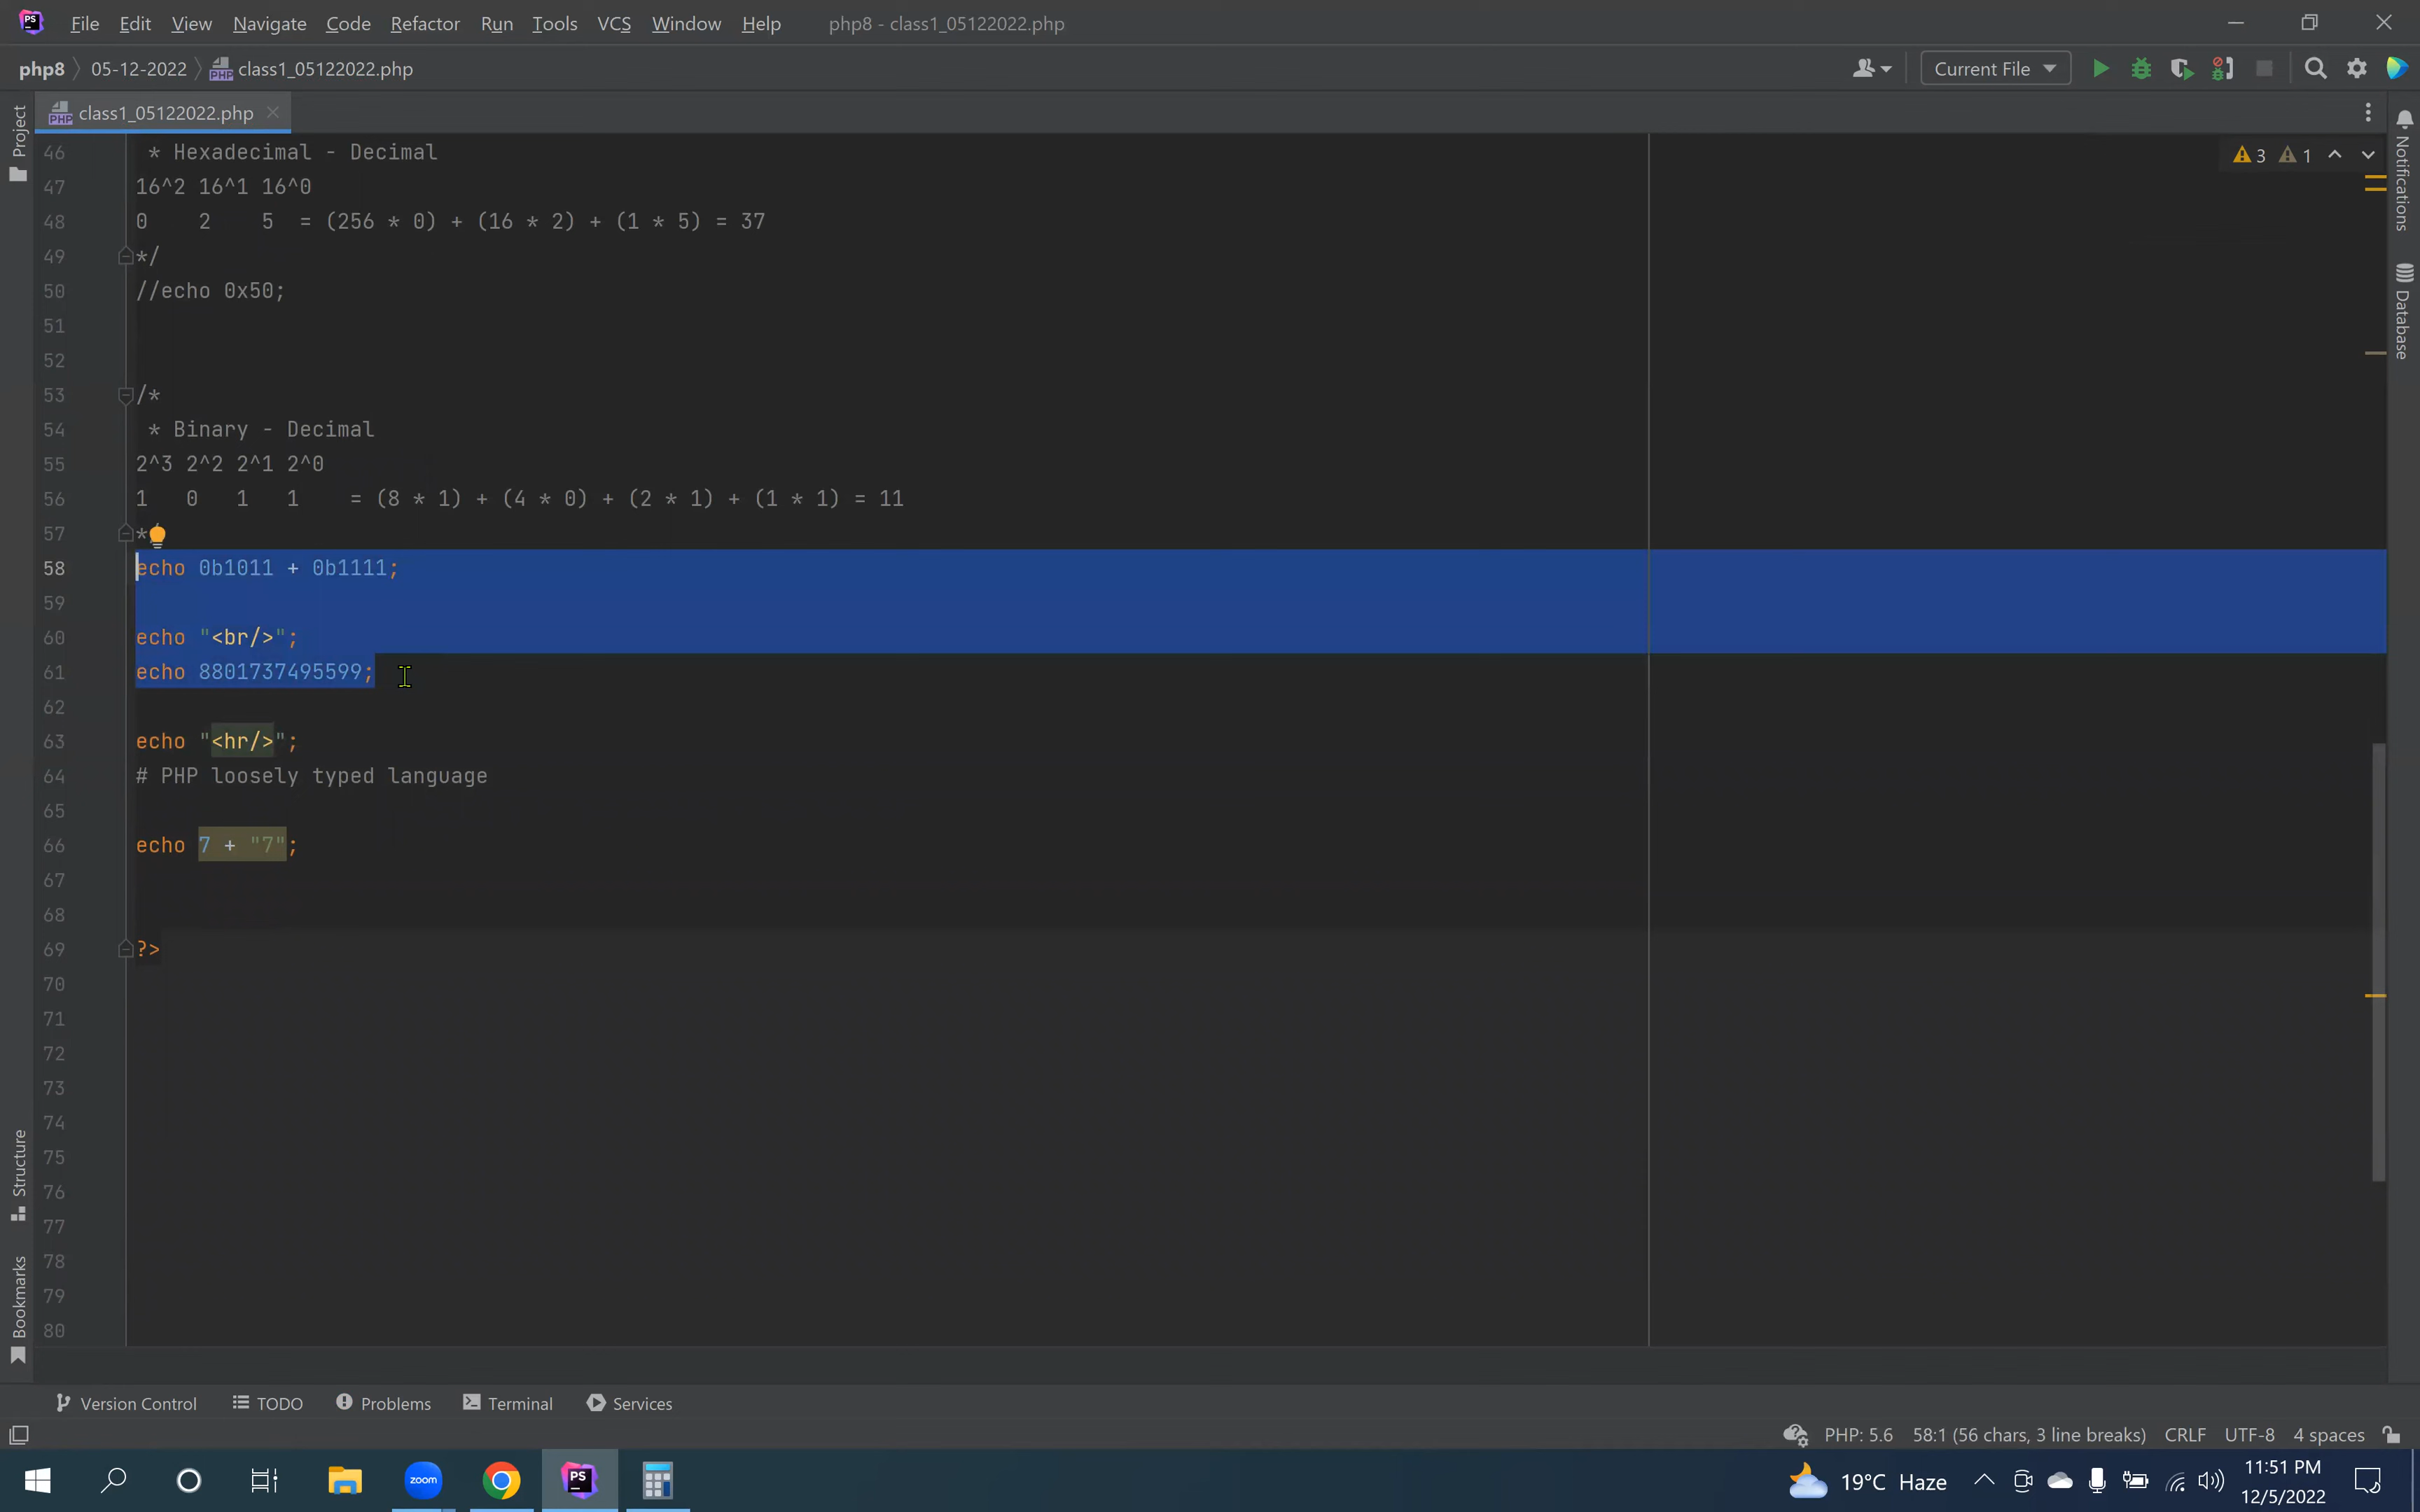 PS File Edit View Navigate Code Refactor Run Tools VCS Window Help php8 - class1_05122022.php
php8 05-12-2022 PHP class1_05122022.php Current File
PHP class1_05122022.php
Project
Notifications
Database
3 1
46 * Hexadecimal - Decimal
47 16^2 16^1 16^0
48 0 2 5 = (256 * 0) + (16 * 2) + (1 * 5) = 37
49 */
50 //echo 0x50;
51
52
53 /*
54 * Binary - Decimal
55 2^3 2^2 2^1 2^0
56 1 0 1 1 = (8 * 1) + (4 * 0) + (2 * 1) + (1 * 1) = 11
57 *
58 echo 0b1011 + 0b1111;
59
60 echo "<br/>";
61 echo 8801737495599;
62
63 echo "<hr/>";
64 # PHP loosely typed language
65
66 echo 7 + "7";
67
68
69 ?>
70
71
72
73
74
75
76
77
78
79
80
Structure
Bookmarks
Version Control TODO Problems Terminal Services
PHP: 5.6 58:1 (56 chars, 3 line breaks) CRLF UTF-8 4 spaces
zoom PS 19°C Haze 11:51 PM
12/5/2022